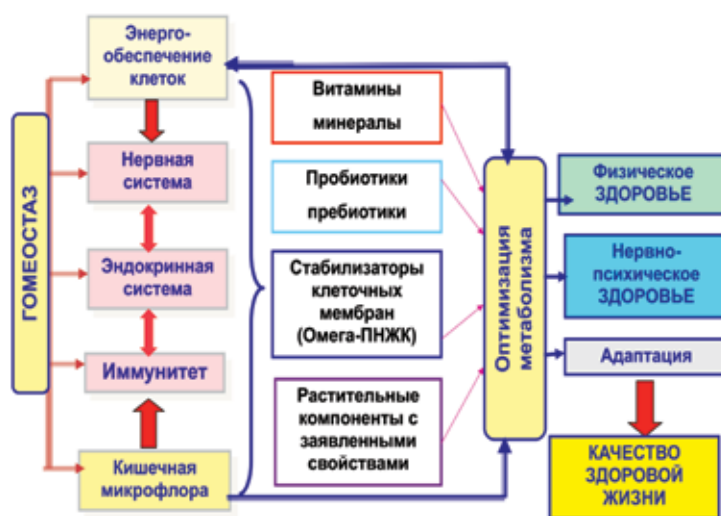 ГОМЕОСТАЗ
Энерго-
обеспечение
клеток
Нервная
система
Эндокринная
система
Иммунитет
Кишечная
микрофлора
Витамины
минералы
Пробиотики
пребиотики
Стабилизаторы
клеточных
мембран
(Омега-ПНЖК)
Растительные
компоненты с
заявленными
свойствами
Оптимизация
метаболизма
Физическое
ЗДОРОВЬЕ
Нервно-
психическое
ЗДОРОВЬЕ
Адаптация
КАЧЕСТВО
ЗДОРОВОЙ
ЖИЗНИ